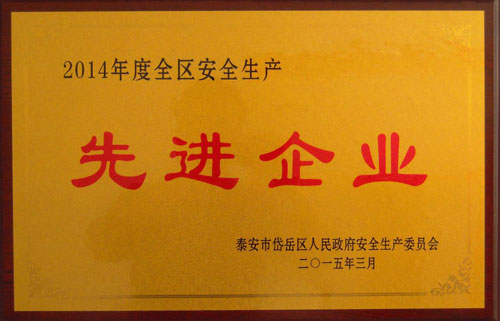 2014年度全区安全生产
先进企业
泰安市岱岳区人民政府安全生产委员会
二〇一五年三月